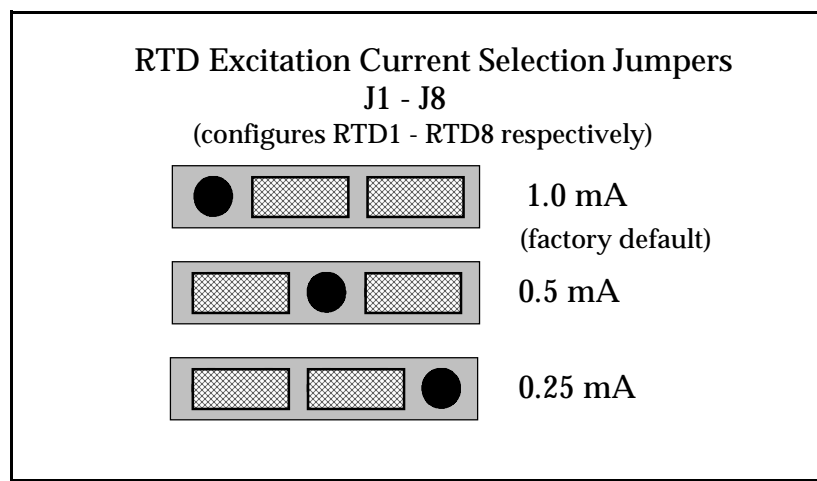 RTD Excitation Current Selection Jumpers
J1 - J8
(configures RTD1 - RTD8 respectively)
1.0 mA
(factory default)
0.5 mA
0.25 mA